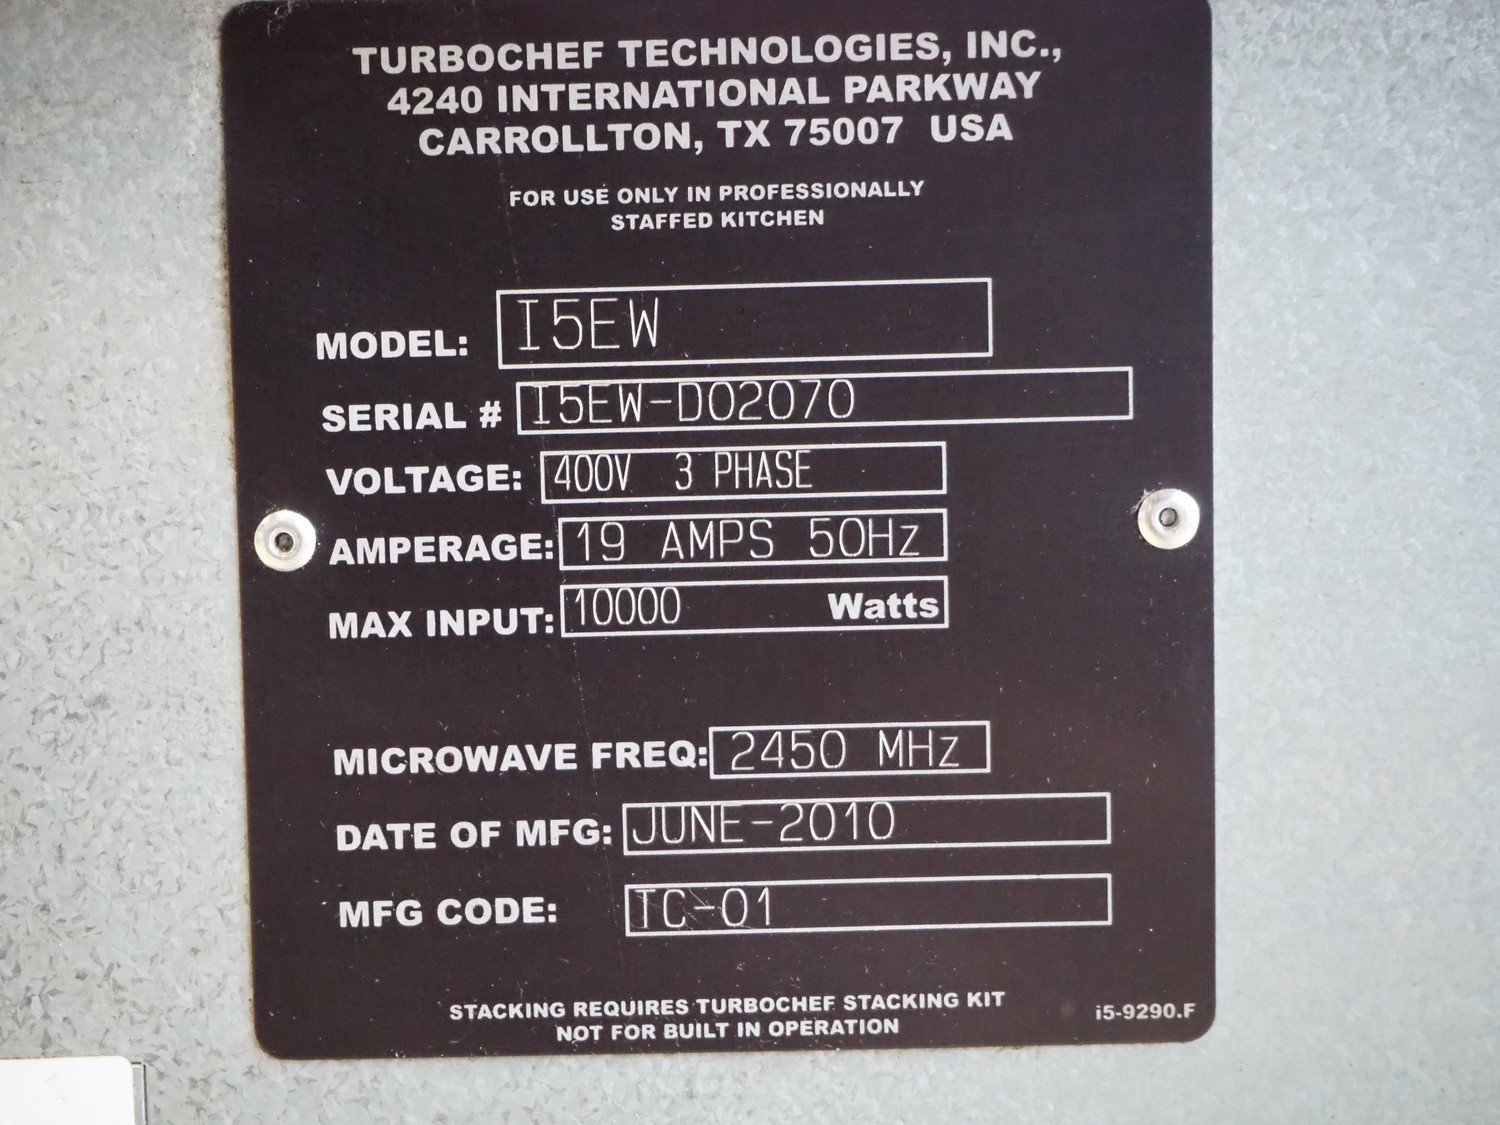 TURBOCHEF TECHNOLOGIES, INC.,
4240 INTERNATIONAL PARKWAY
CARROLLTON, TX 75007 USA
FOR USE ONLY IN PROFESSIONALLY
STAFFED KITCHEN
MODEL: I5EW
SERIAL # I5EW-D02070
VOLTAGE: 400V 3 PHASE
AMPERAGE: 19 AMPS 50Hz
MAX INPUT: 10000 Watts
MICROWAVE FREQ: 2450 MHz
DATE OF MFG: JUNE-2010
MFG CODE: TC-01
STACKING REQUIRES TURBOCHEF STACKING KIT
NOT FOR BUILT IN OPERATION
i5-9290.F